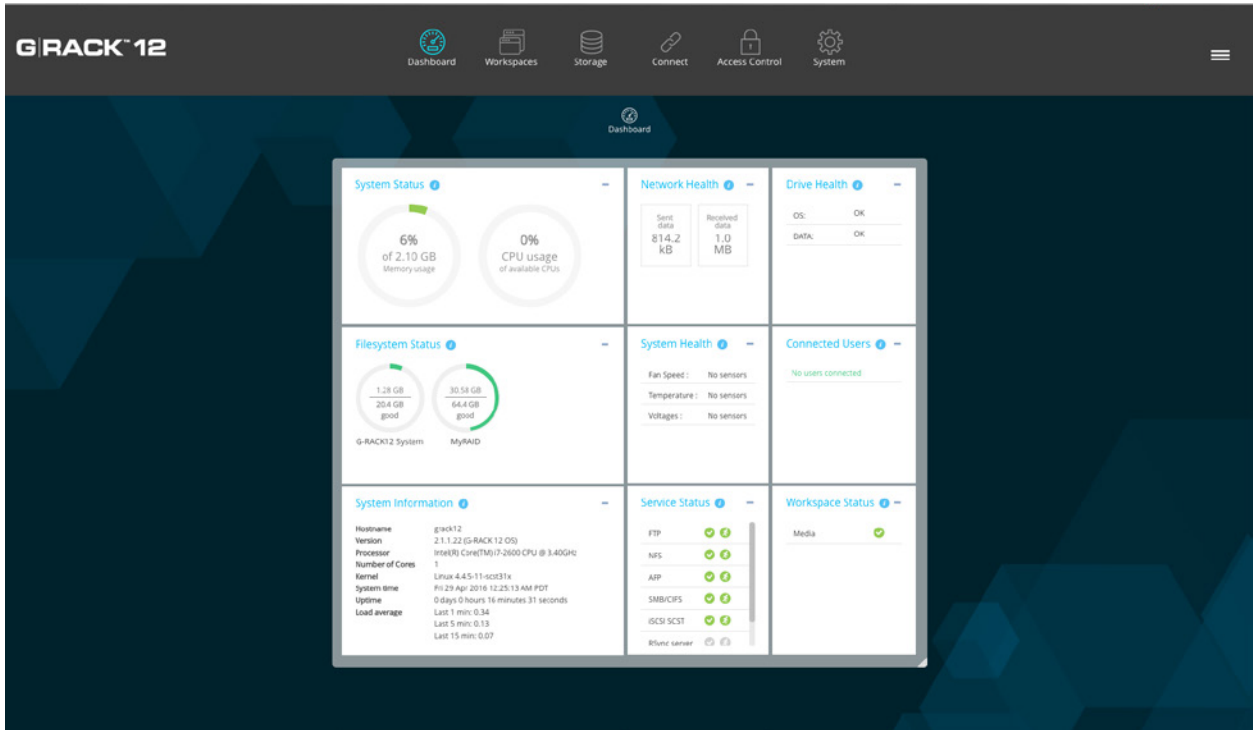 G|RACK™ 12
Dashboard
Workspaces
Storage
Connect
Access Control
System
Dashboard
System Status
6%
of 2.10 GB
Memory usage
0%
CPU usage
of available CPUs
Network Health
Sent
data
814.2
kB
Received
data
1.0
MB
Drive Health
OS: OK
DATA: OK
Filesystem Status
1.28 GB
20.4 GB
good
G-RACK12 System
30.58 GB
64.4 GB
good
MyRAID
System Health
Fan Speed : No sensors
Temperature : No sensors
Voltages : No sensors
Connected Users
No users connected
System Information
Hostname grack12
Version 2.1.1.22 (G-RACK 12 OS)
Processor Intel(R) Core(TM) i7-2600 CPU @ 3.40GHz
Number of Cores 1
Kernel Linux 4.4.5-11-scst31x
System time Fri 29 Apr 2016 12:25:13 AM PDT
Uptime 0 days 0 hours 16 minutes 31 seconds
Load average Last 1 min: 0.34
Last 5 min: 0.13
Last 15 min: 0.07
Service Status
FTP
NFS
AFP
SMB/CIFS
iSCSI SCST
RSync server
Workspace Status
Media